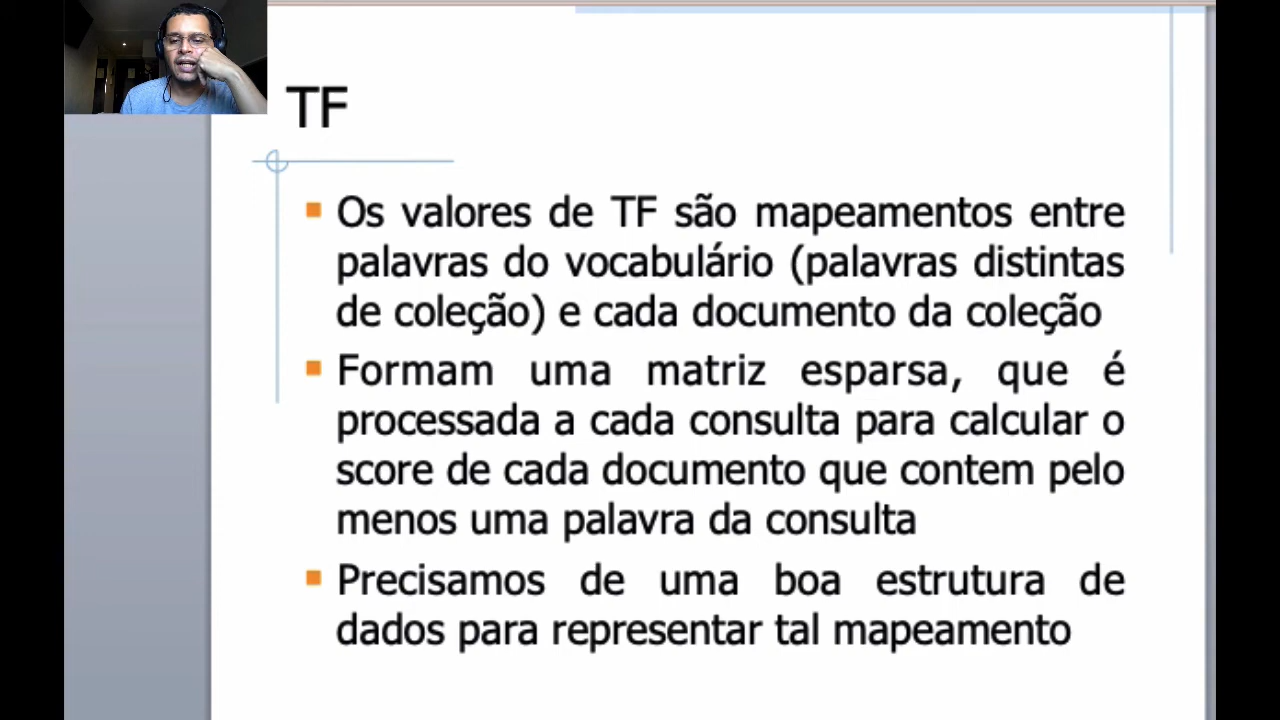 TF
Os valores de TF são mapeamentos entre
palavras do vocabulário (palavras distintas
de coleção) e cada documento da coleção
Formam uma matriz esparsa, que é
processada a cada consulta para calcular o
score de cada documento que contem pelo
menos uma palavra da consulta
Precisamos de uma boa estrutura de
dados para representar tal mapeamento